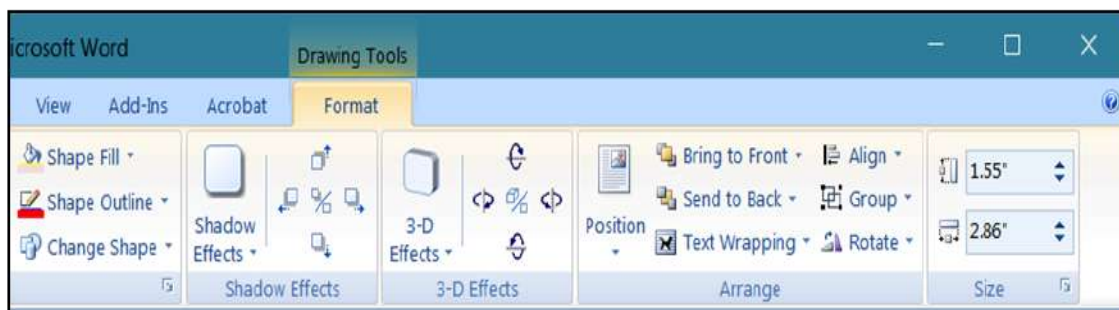 icrosoft Word
Drawing Tools
View Add-Ins Acrobat Format
Shape Fill
Shape Outline
Change Shape
Shadow
Effects
Shadow Effects
3-D
Effects
3-D Effects
Position
Bring to Front
Send to Back
Text Wrapping
Align
Group
Rotate
Arrange
1.55"
2.86"
Size